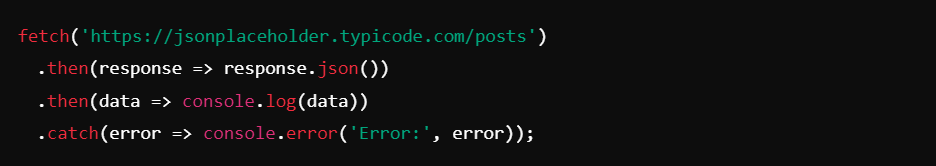 fetch('https://jsonplaceholder.typicode.com/posts')
  .then(response => response.json())
  .then(data => console.log(data))
  .catch(error => console.error('Error:', error));